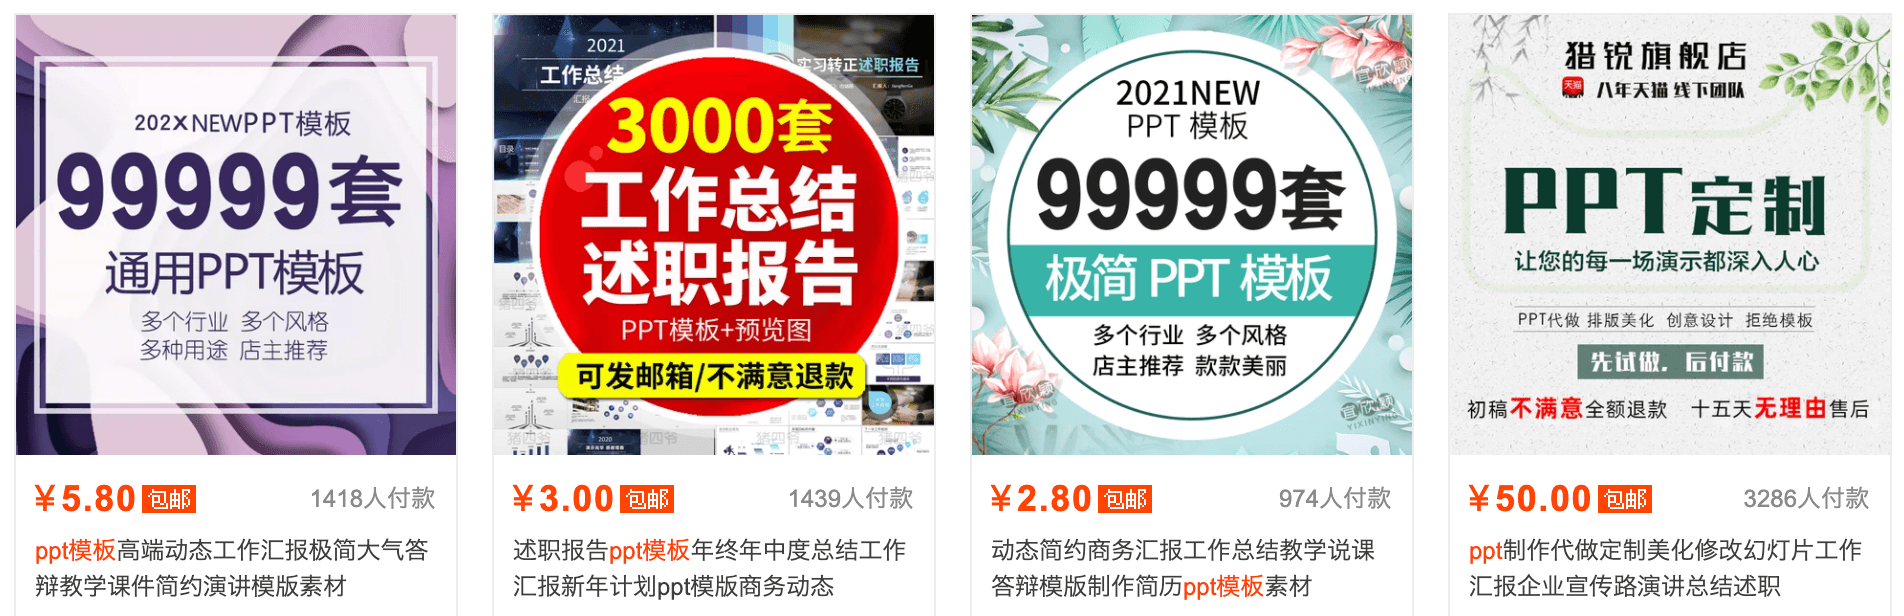 202X NEWPPT模板
99999套
通用PPT模板
多个行业 多个风格
多种用途 店主推荐
¥5.80 包邮 1418人付款
ppt模板高端动态工作汇报极简大气答
辩教学课件简约演讲模版素材
2021
工作总结
实习转正述职报告
目录
3000套
工作总结
述职报告
PPT模板+预览图
可发邮箱/不满意退款
猪四爷
2020
¥3.00 包邮 1439人付款
述职报告ppt模板年终年中度总结工作
汇报新年计划ppt模版商务动态
2021NEW
PPT 模板
99999套
极简 PPT 模板
多个行业 多个风格
店主推荐 款款美丽
宜欣颖
YIXINYING
¥2.80 包邮 974人付款
动态简约商务汇报工作总结教学说课
答辩模版制作简历ppt模板素材
猎锐旗舰店
天猫 八年天猫 线下团队
PPT定制
让您的每一场演示都深入人心
PPT代做 排版美化 创意设计 拒绝模板
先试做，后付款
初稿不满意全额退款 十五天无理由售后
¥50.00 包邮 3286人付款
ppt制作代做定制美化修改幻灯片工作
汇报企业宣传路演讲总结述职